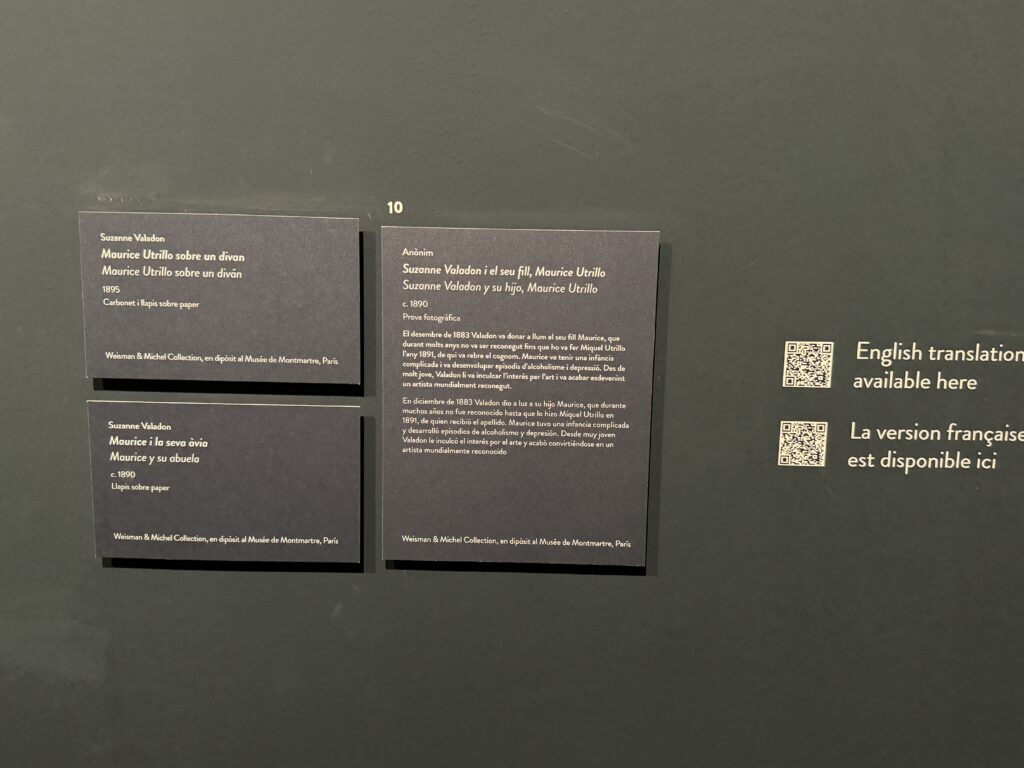 Suzanne Valadon
Maurice Utrillo sobre un divan
Maurice Utrillo sobre un diván
1895
Carbonet i llapis sobre paper
Weisman & Michel Collection, en dipòsit al Musée de Montmartre, París
Suzanne Valadon
Maurice i la seva àvia
Maurice y su abuela
c. 1890
Llapis sobre paper
Weisman & Michel Collection, en dipòsit al Musée de Montmartre, París
10
Anònim
Suzanne Valadon i el seu fill, Maurice Utrillo
Suzanne Valadon y su hijo, Maurice Utrillo
c. 1890
Prova fotogràfica
El desembre de 1883 Valadon va donar a llum el seu fill Maurice, que
durant molts anys no va ser reconegut fins que ho va fer Miquel Utrillo
l'any 1891, de qui va rebre el cognom. Maurice va tenir una infància
complicada i va desenvolupar episodis d'alcoholisme i depressió. Des de
molt jove, Valadon li va inculcar l'interès per l'art i va acabar esdevenint
un artista mundialment reconegut.
En diciembre de 1883 Valadon dio a luz a su hijo Maurice, que durante
muchos años no fue reconocido hasta que lo hizo Miquel Utrillo en
1891, de quien recibió el apellido. Maurice tuvo una infancia complicada
y desarrolló episodios de alcoholismo y depresión. Desde muy joven
Valadon le inculcó el interés por el arte y acabó convirtiéndose en un
artista mundialmente reconocido
Weisman & Michel Collection, en dipòsit al Musée de Montmartre, París
English translation
available here
La version française
est disponible ici